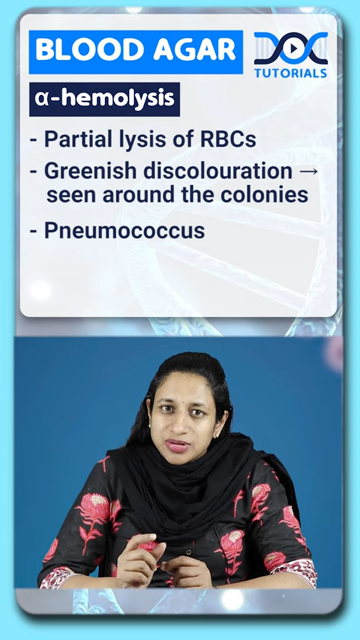 BLOOD AGAR
DOC
TUTORIALS
α-hemolysis
- Partial lysis of RBCs
- Greenish discolouration →
seen around the colonies
- Pneumococcus